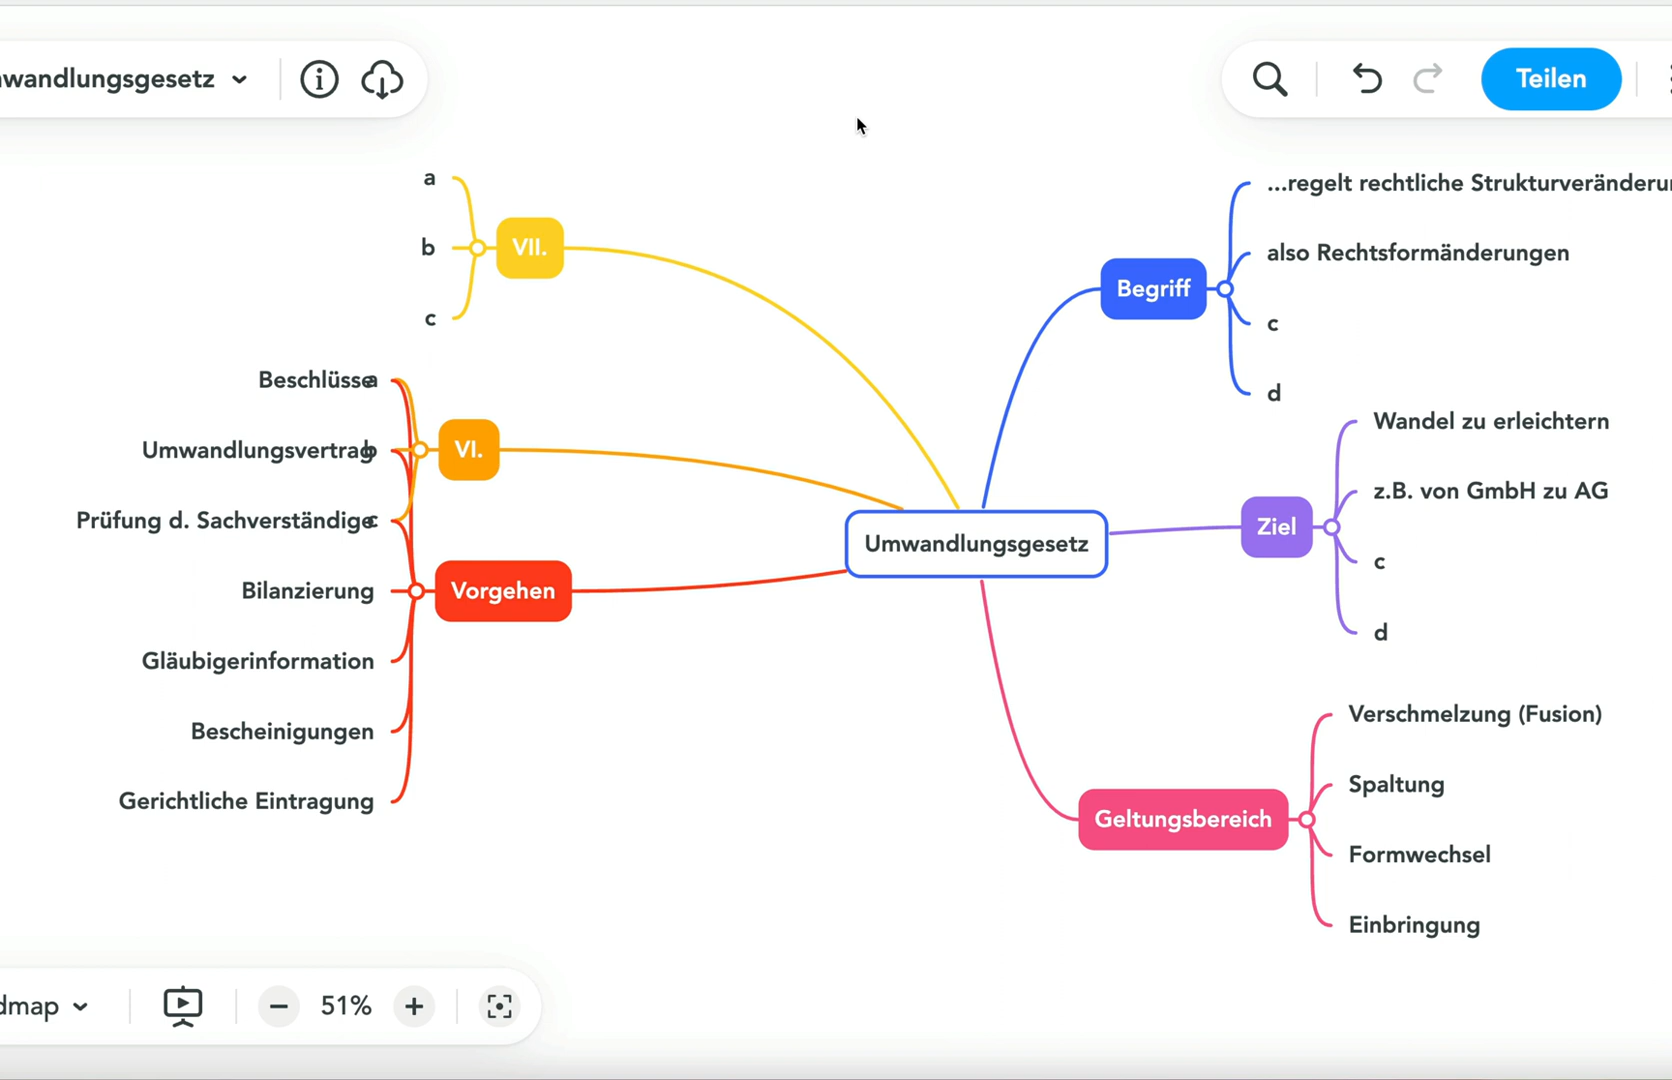 wandlungsgesetz
Teilen
a
b
c
VII.
Beschlüsse
a
Umwandlungsvertrag
b
Prüfung d. Sachverständige
c
VI.
Bilanzierung
Gläubigerinformation
Bescheinigungen
Gerichtliche Eintragung
Vorgehen
Umwandlungsgesetz
Begriff
...regelt rechtliche Strukturveränderu
also Rechtsformänderungen
c
d
Ziel
Wandel zu erleichtern
z.B. von GmbH zu AG
c
d
Geltungsbereich
Verschmelzung (Fusion)
Spaltung
Formwechsel
Einbringung
dmap
51%